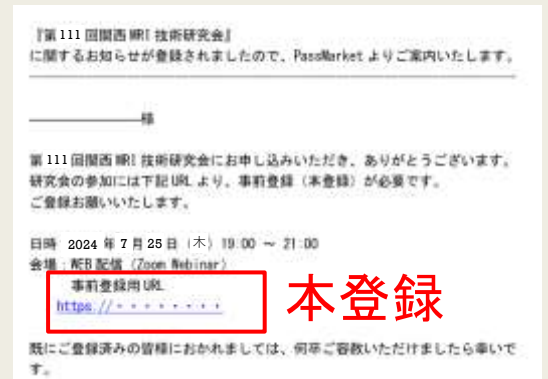 『第111回関西MRI技術研究会』
に関するお知らせが登録されましたので、PassMarketよりご案内いたします。
様
第111回関西MRI技術研究会にお申し込みいただき、ありがとうございます。
研究会の参加には下記URLより、事前登録（本登録）が必要です。
ご登録お願いいたします。
日時 2024年7月25日（木）19:00 ～ 21:00
会場：WEB配信（Zoom Webinar）
事前登録用URL
https://・・・・・・・・
本登録
既にご登録済みの皆様におかれましては、何卒ご容赦いただけましたら幸いで
す。